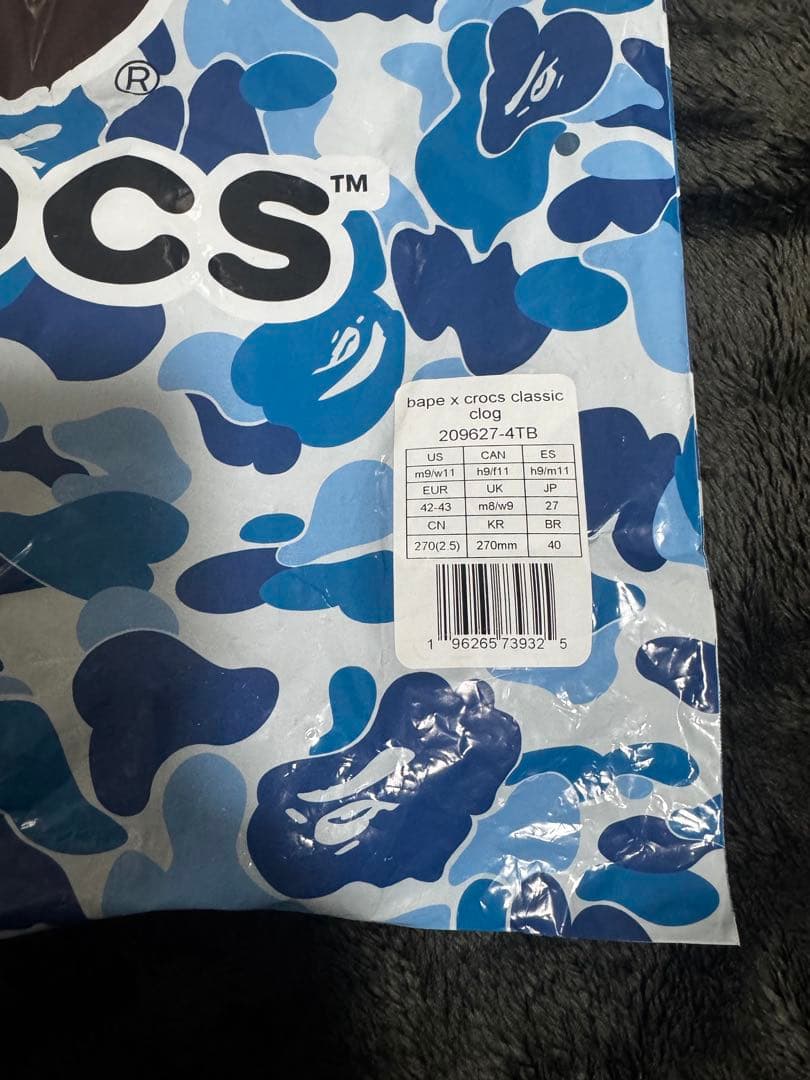 ®
ocs™
bape x crocs classic
clog
209627-4TB
US CAN ES
m9/w11 h9/f11 h9/m11
EUR UK JP
42-43 m8/w9 27
CN KR BR
270(2.5) 270mm 40
1 96265 73932 5